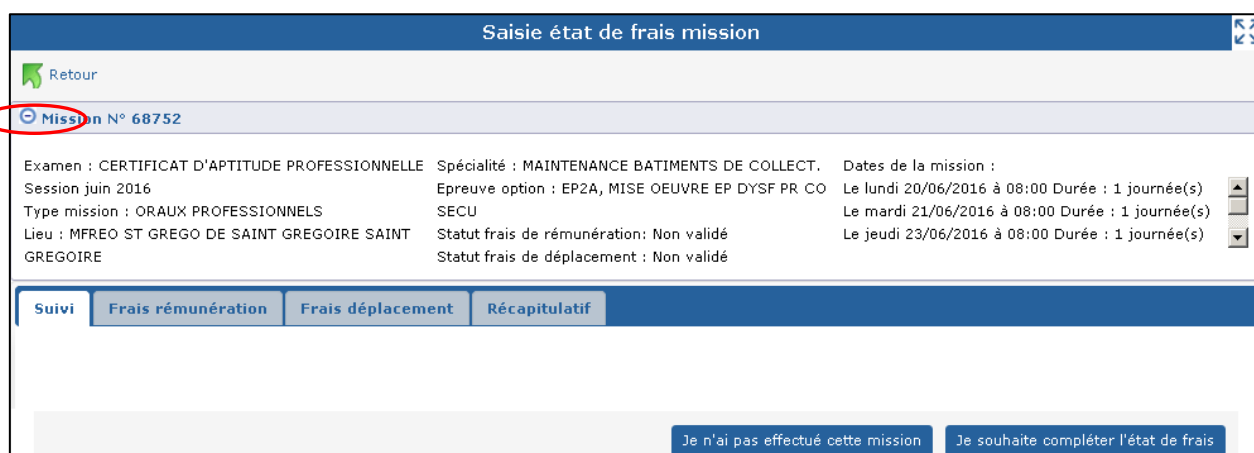 Saisie état de frais mission
Retour
Mission N° 68752
Examen : CERTIFICAT D'APTITUDE PROFESSIONNELLE
Session juin 2016
Type mission : ORAUX PROFESSIONNELS
Lieu : MFREO ST GREGO DE SAINT GREGOIRE SAINT
GREGOIRE
Spécialité : MAINTENANCE BATIMENTS DE COLLECT.
Epreuve option : EP2A, MISE OEUVRE EP DYSF PR CO
SECU
Statut frais de rémunération: Non validé
Statut frais de déplacement : Non validé
Dates de la mission :
Le lundi 20/06/2016 à 08:00 Durée : 1 journée(s)
Le mardi 21/06/2016 à 08:00 Durée : 1 journée(s)
Le jeudi 23/06/2016 à 08:00 Durée : 1 journée(s)
Suivi Frais rémunération Frais déplacement Récapitulatif
Je n'ai pas effectué cette mission Je souhaite compléter l'état de frais